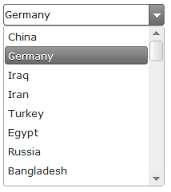 Germany
China
Germany
Iraq
Iran
Turkey
Egypt
Russia
Bangladesh